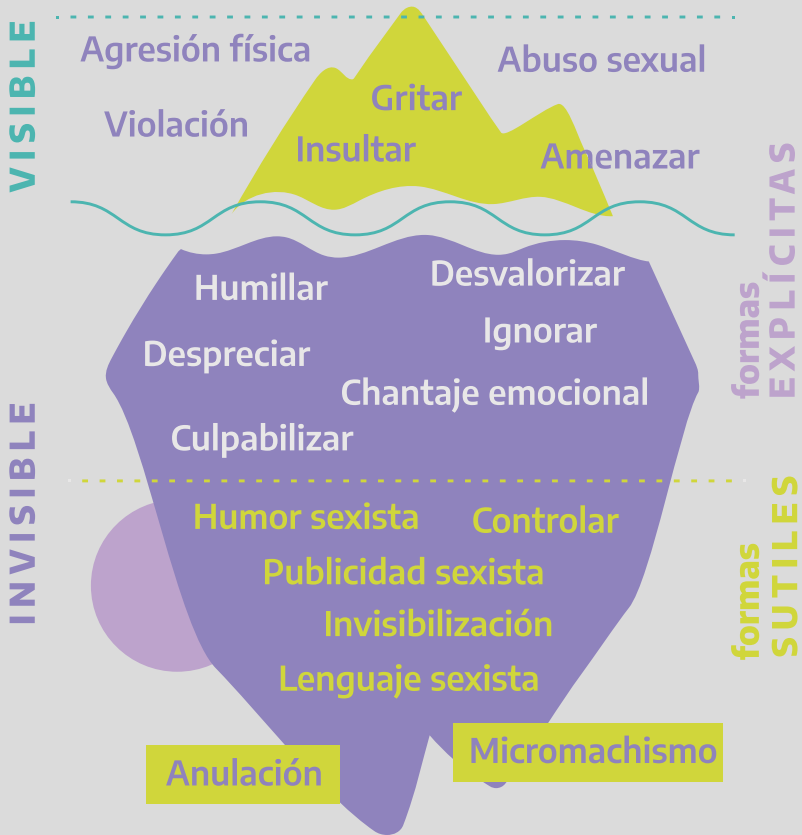 VISIBLE
Agresión física
Abuso sexual
Gritar
Violación
Insultar
Amenazar
formas
EXPLÍCITAS
INVISIBLE
Humillar
Desvalorizar
Ignorar
Despreciar
Chantaje emocional
Culpabilizar
formas
SUTILES
Humor sexista
Controlar
Publicidad sexista
Invisibilización
Lenguaje sexista
Micromachismo
Anulación